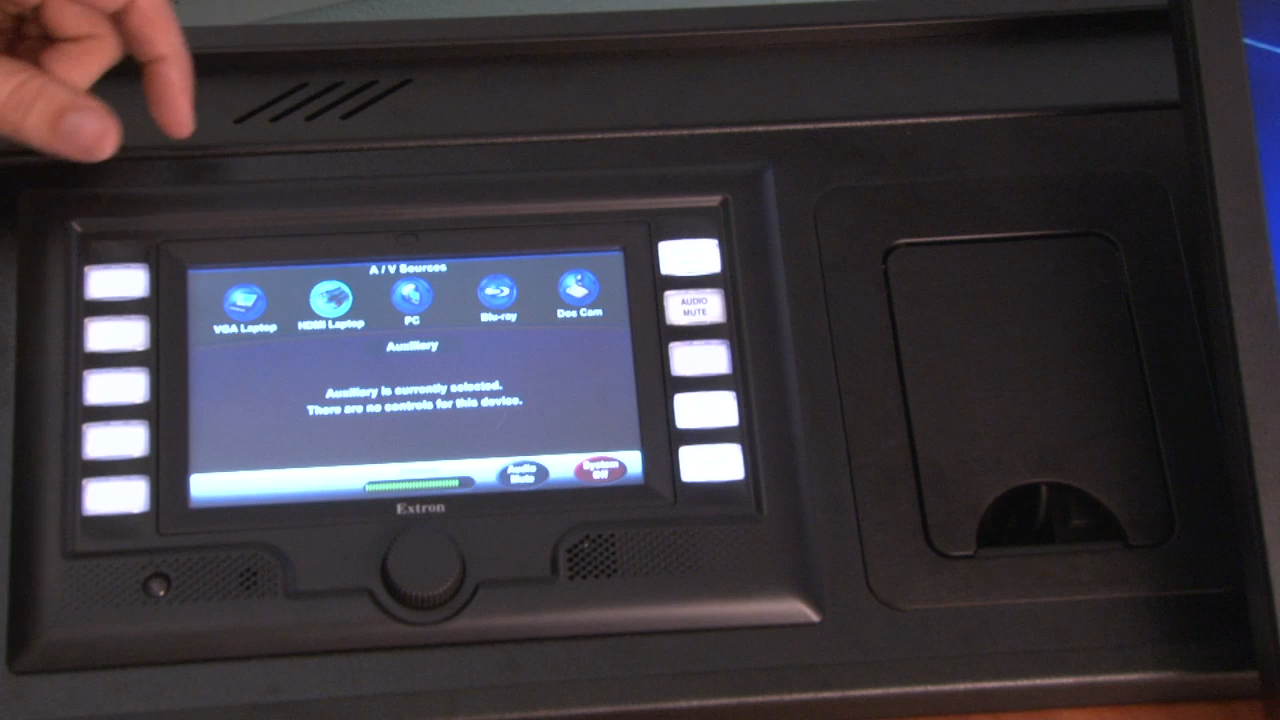 A / V Sources
VGA Laptop HDMI Laptop PC Blu-ray Doc Cam
Auxiliary
Auxiliary is currently selected.
There are no controls for this device.
Audio
Mute
System
Off
AUDIO
MUTE
Extron